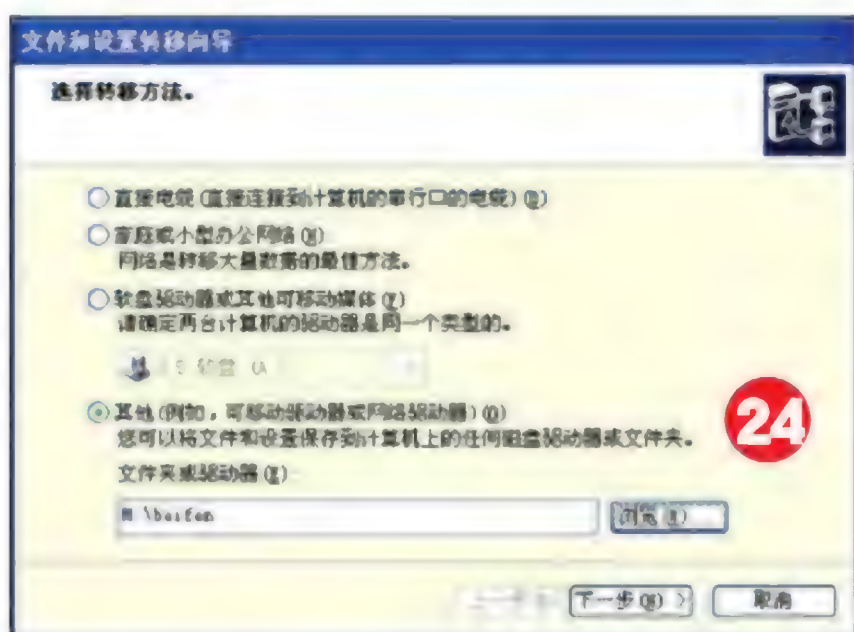 文件和设置转移向导
选择转移方法。
直接电缆(直接连接到计算机的串行口的电缆)(D)
家庭或小型办公网络(H)
网络是转移大量数据的最佳方法。
软盘驱动器或其他可移动媒体(F)
请确定两台计算机的驱动器是同一个类型的。
其他(例如，可移动驱动器或网络驱动器)(O)
您可以将文件和设置保存到计算机上的任何磁盘驱动器或文件夹。
24
文件夹或驱动器(E)
\beifen
浏览(R)
下一步(N) >
取消